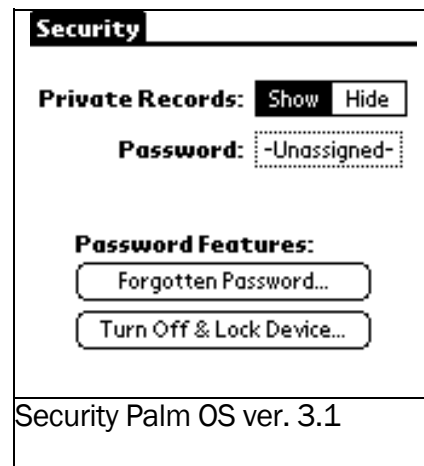 Security
Private Records: Show Hide
Password: -Unassigned-
Password Features:
Forgotten Password...
Turn Off & Lock Device...
Security Palm OS ver. 3.1